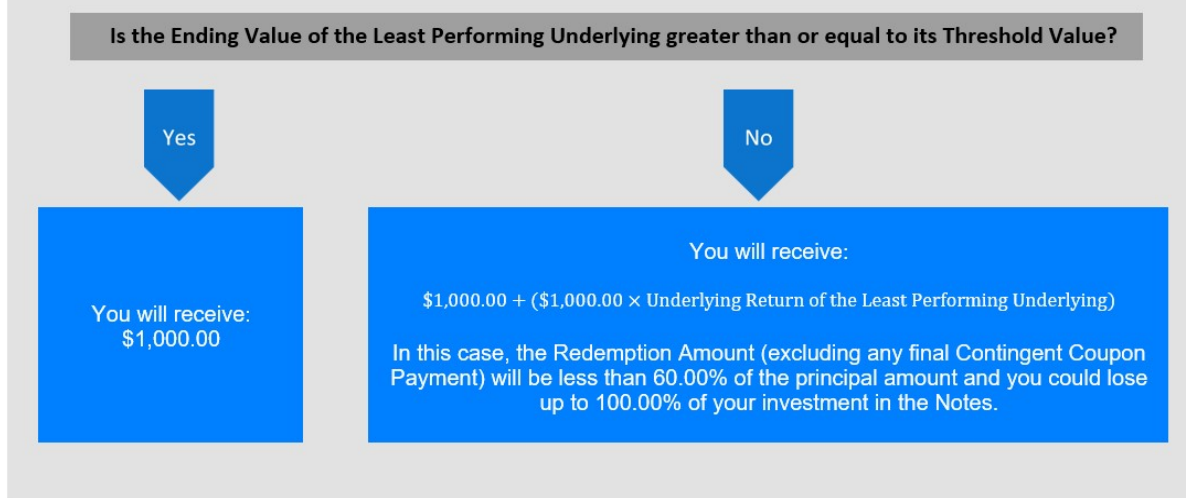 Is the Ending Value of the Least Performing Underlying greater than or equal to its Threshold Value?
Yes
No
You will receive:
$1,000.00
You will receive:
$1,000.00 + ($1,000.00 × Underlying Return of the Least Performing Underlying)
In this case, the Redemption Amount (excluding any final Contingent Coupon
Payment) will be less than 60.00% of the principal amount and you could lose
up to 100.00% of your investment in the Notes.